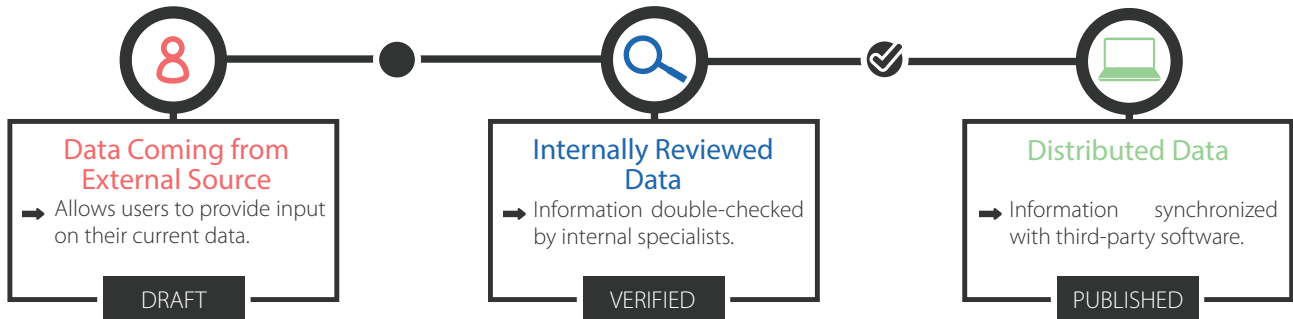 Data Coming from
External Source
Allows users to provide input
on their current data.
DRAFT
Internally Reviewed
Data
Information double-checked
by internal specialists.
VERIFIED
Distributed Data
Information synchronized
with third-party software.
PUBLISHED